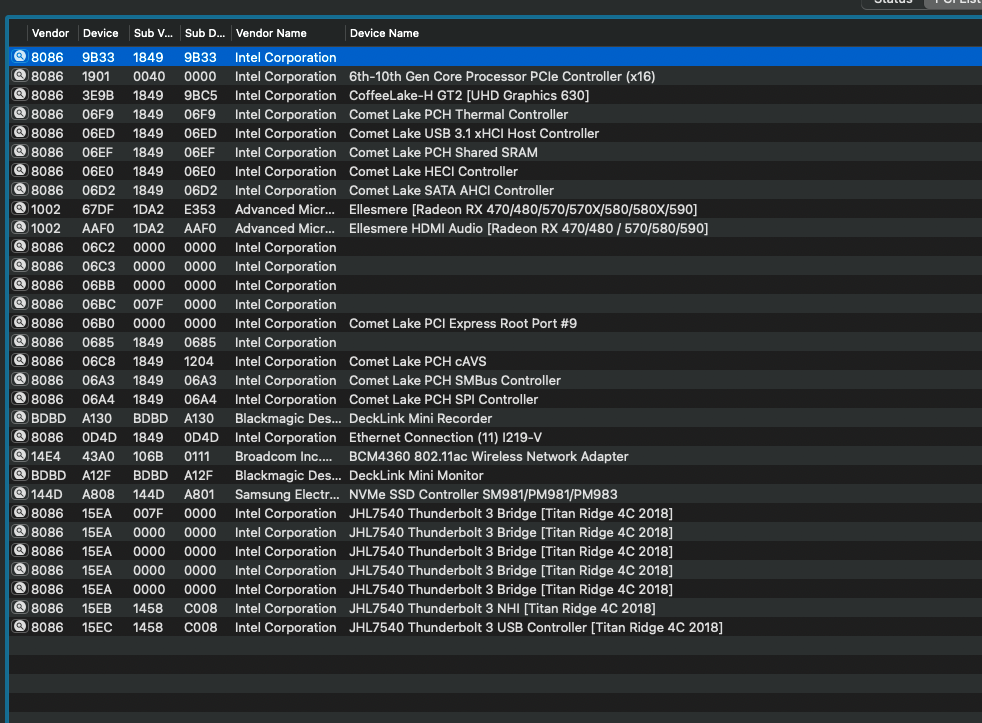 Status PCI List
Vendor Device Sub V... Sub D... Vendor Name Device Name
8086 9B33 1849 9B33 Intel Corporation
8086 1901 0040 0000 Intel Corporation 6th-10th Gen Core Processor PCIe Controller (x16)
8086 3E9B 1849 9BC5 Intel Corporation CoffeeLake-H GT2 [UHD Graphics 630]
8086 06F9 1849 06F9 Intel Corporation Comet Lake PCH Thermal Controller
8086 06ED 1849 06ED Intel Corporation Comet Lake USB 3.1 xHCI Host Controller
8086 06EF 1849 06EF Intel Corporation Comet Lake PCH Shared SRAM
8086 06E0 1849 06E0 Intel Corporation Comet Lake HECI Controller
8086 06D2 1849 06D2 Intel Corporation Comet Lake SATA AHCI Controller
1002 67DF 1DA2 E353 Advanced Micr... Ellesmere [Radeon RX 470/480/570/570X/580/580X/590]
1002 AAF0 1DA2 AAF0 Advanced Micr... Ellesmere HDMI Audio [Radeon RX 470/480 / 570/580/590]
8086 06C2 0000 0000 Intel Corporation
8086 06C3 0000 0000 Intel Corporation
8086 06BB 0000 0000 Intel Corporation
8086 06BC 007F 0000 Intel Corporation
8086 06B0 0000 0000 Intel Corporation Comet Lake PCI Express Root Port #9
8086 0685 1849 0685 Intel Corporation
8086 06C8 1849 1204 Intel Corporation Comet Lake PCH cAVS
8086 06A3 1849 06A3 Intel Corporation Comet Lake PCH SMBus Controller
8086 06A4 1849 06A4 Intel Corporation Comet Lake PCH SPI Controller
BDBD A130 BDBD A130 Blackmagic Des... DeckLink Mini Recorder
8086 0D4D 1849 0D4D Intel Corporation Ethernet Connection (11) I219-V
14E4 43A0 106B 0111 Broadcom Inc.... BCM4360 802.11ac Wireless Network Adapter
BDBD A12F BDBD A12F Blackmagic Des... DeckLink Mini Monitor
144D A808 144D A801 Samsung Electr... NVMe SSD Controller SM981/PM981/PM983
8086 15EA 007F 0000 Intel Corporation JHL7540 Thunderbolt 3 Bridge [Titan Ridge 4C 2018]
8086 15EA 0000 0000 Intel Corporation JHL7540 Thunderbolt 3 Bridge [Titan Ridge 4C 2018]
8086 15EA 0000 0000 Intel Corporation JHL7540 Thunderbolt 3 Bridge [Titan Ridge 4C 2018]
8086 15EA 0000 0000 Intel Corporation JHL7540 Thunderbolt 3 Bridge [Titan Ridge 4C 2018]
8086 15EA 0000 0000 Intel Corporation JHL7540 Thunderbolt 3 Bridge [Titan Ridge 4C 2018]
8086 15EB 1458 C008 Intel Corporation JHL7540 Thunderbolt 3 NHI [Titan Ridge 4C 2018]
8086 15EC 1458 C008 Intel Corporation JHL7540 Thunderbolt 3 USB Controller [Titan Ridge 4C 2018]